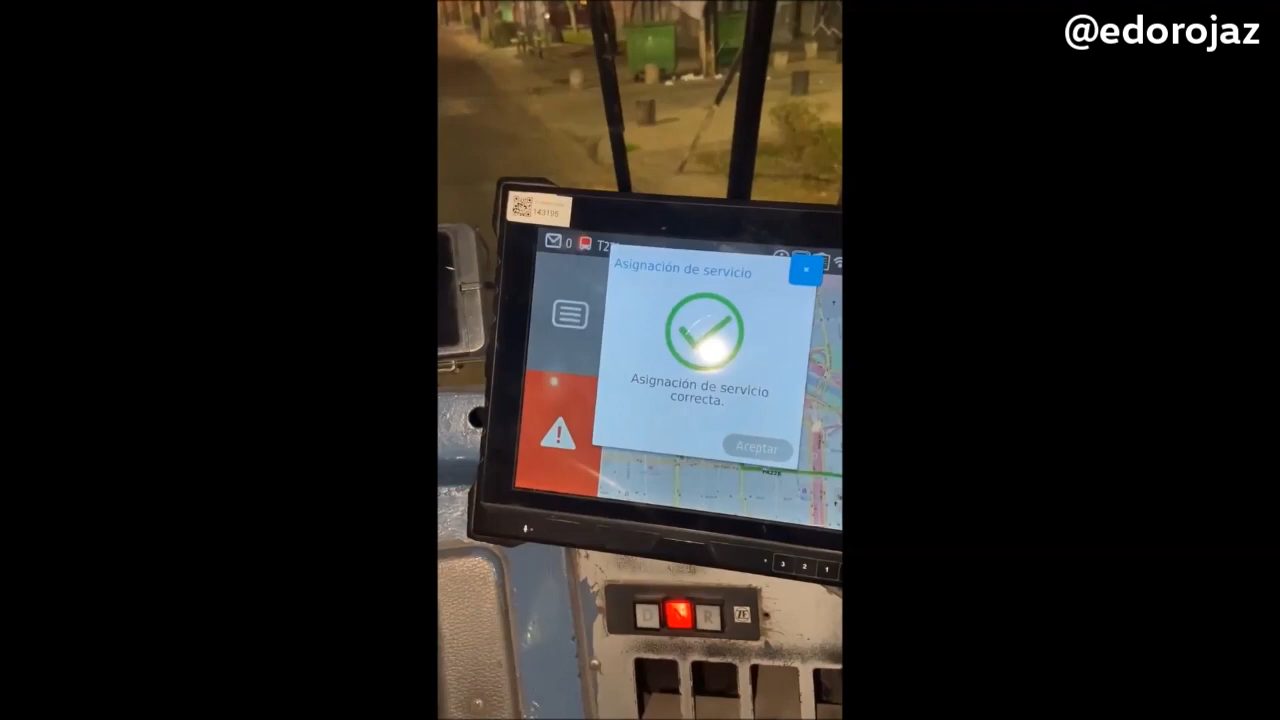 @edorojaz
143195
0
Asignación de servicio
Asignación de servicio
correcta.
Aceptar
3 2 1
D N R ZF